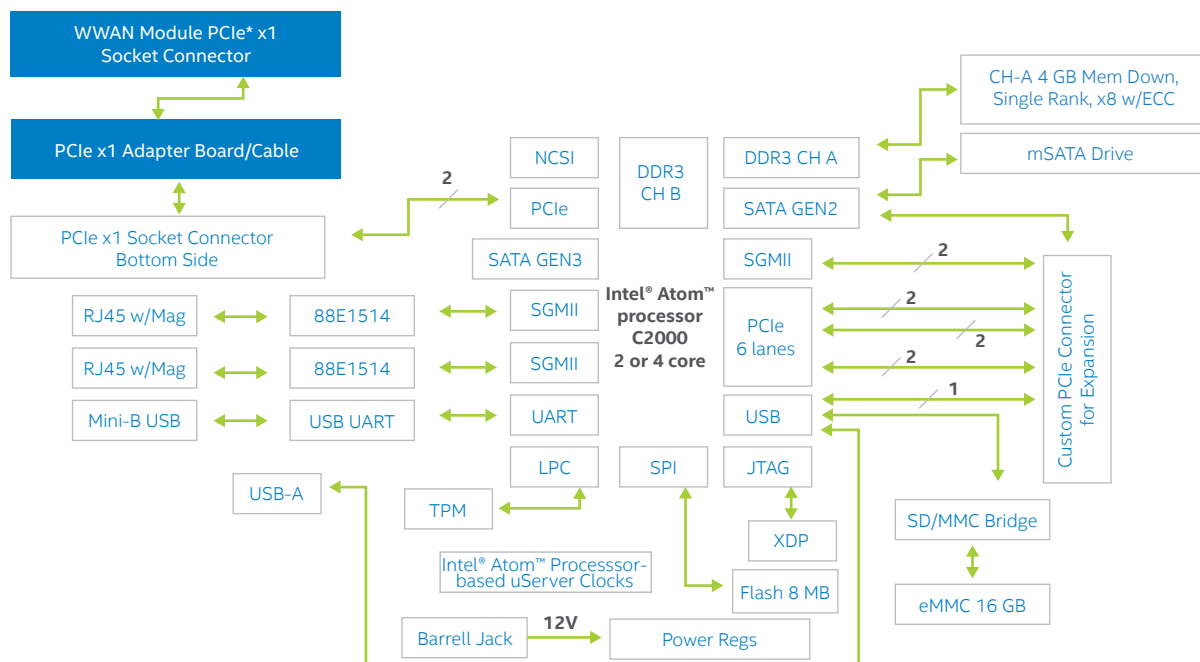 WWAN Module PCIe* x1
Socket Connector
PCIe x1 Adapter Board/Cable
PCIe x1 Socket Connector
Bottom Side
2
NCSI
PCIe
SATA GEN3
SGMII
SGMII
UART
LPC
DDR3
CH B
DDR3 CH A
SATA GEN2
SGMII
PCIe
6 lanes
USB
JTAG
SPI
Intel® Atom™
processor
C2000
2 or 4 core
CH-A 4 GB Mem Down,
Single Rank, x8 w/ECC
mSATA Drive
2
2
2
2
1
Custom PCIe Connector
for Expansion
RJ45 w/Mag
88E1514
RJ45 w/Mag
88E1514
Mini-B USB
USB UART
USB-A
TPM
XDP
SD/MMC Bridge
Intel® Atom™ Processsor-
based uServer Clocks
Flash 8 MB
eMMC 16 GB
Barrell Jack
12V
Power Regs